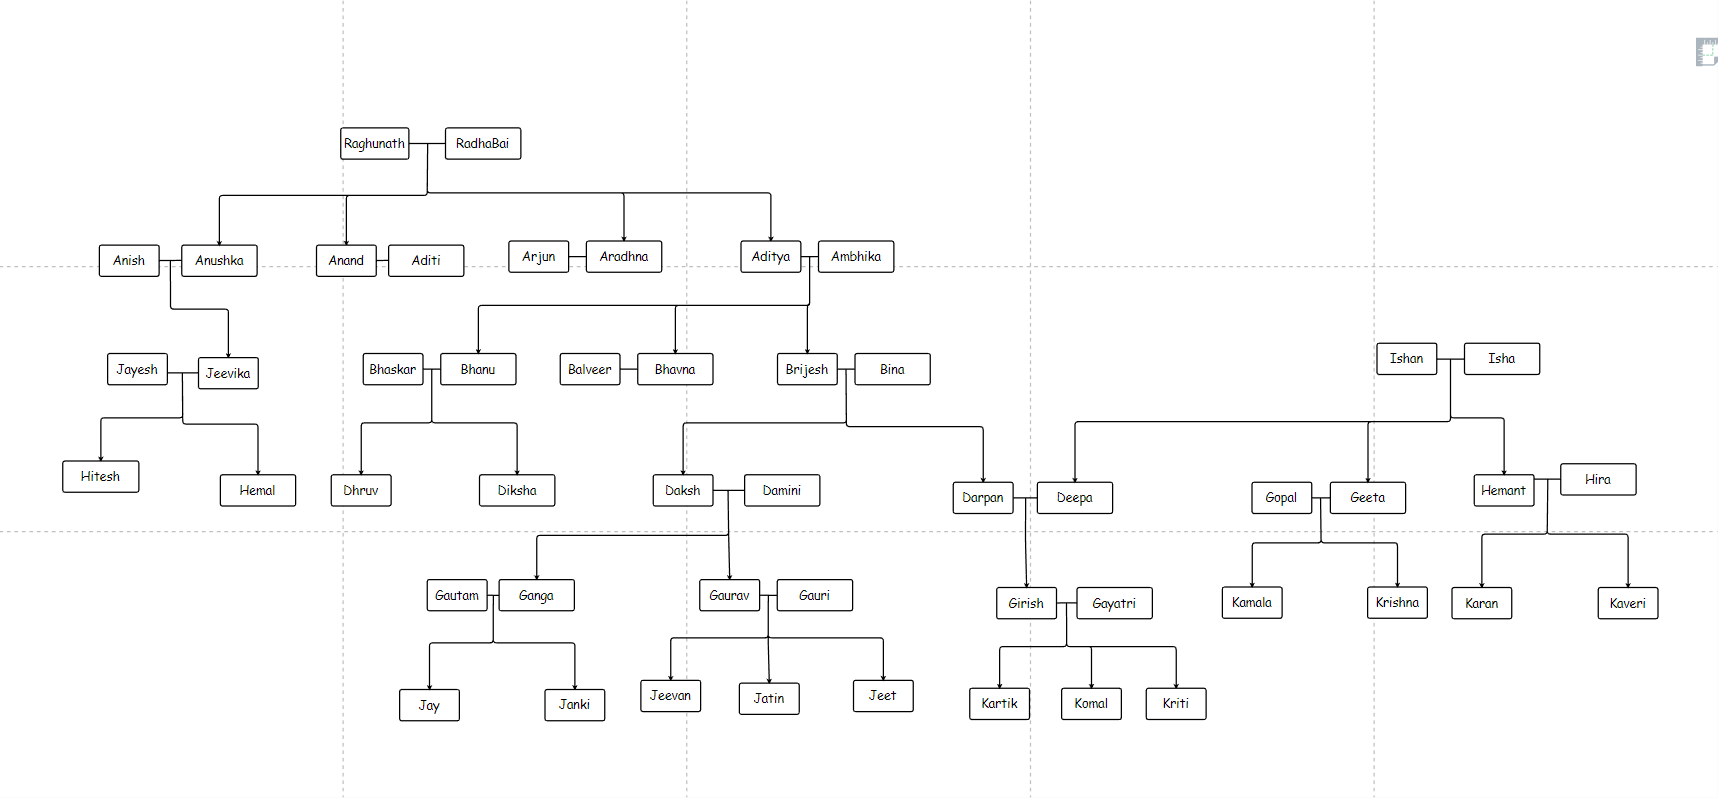 Raghunath
RadhaBai
Anish
Anushka
Anand
Aditi
Arjun
Aradhna
Aditya
Ambhika
Jayesh
Jeevika
Bhaskar
Bhanu
Balveer
Bhavna
Brijesh
Bina
Ishan
Isha
Hitesh
Hemal
Dhruv
Diksha
Daksh
Damini
Darpan
Deepa
Gopal
Geeta
Hemant
Hira
Gautam
Ganga
Gaurav
Gauri
Girish
Gayatri
Kamala
Krishna
Karan
Kaveri
Jay
Janki
Jeevan
Jatin
Jeet
Kartik
Komal
Kriti